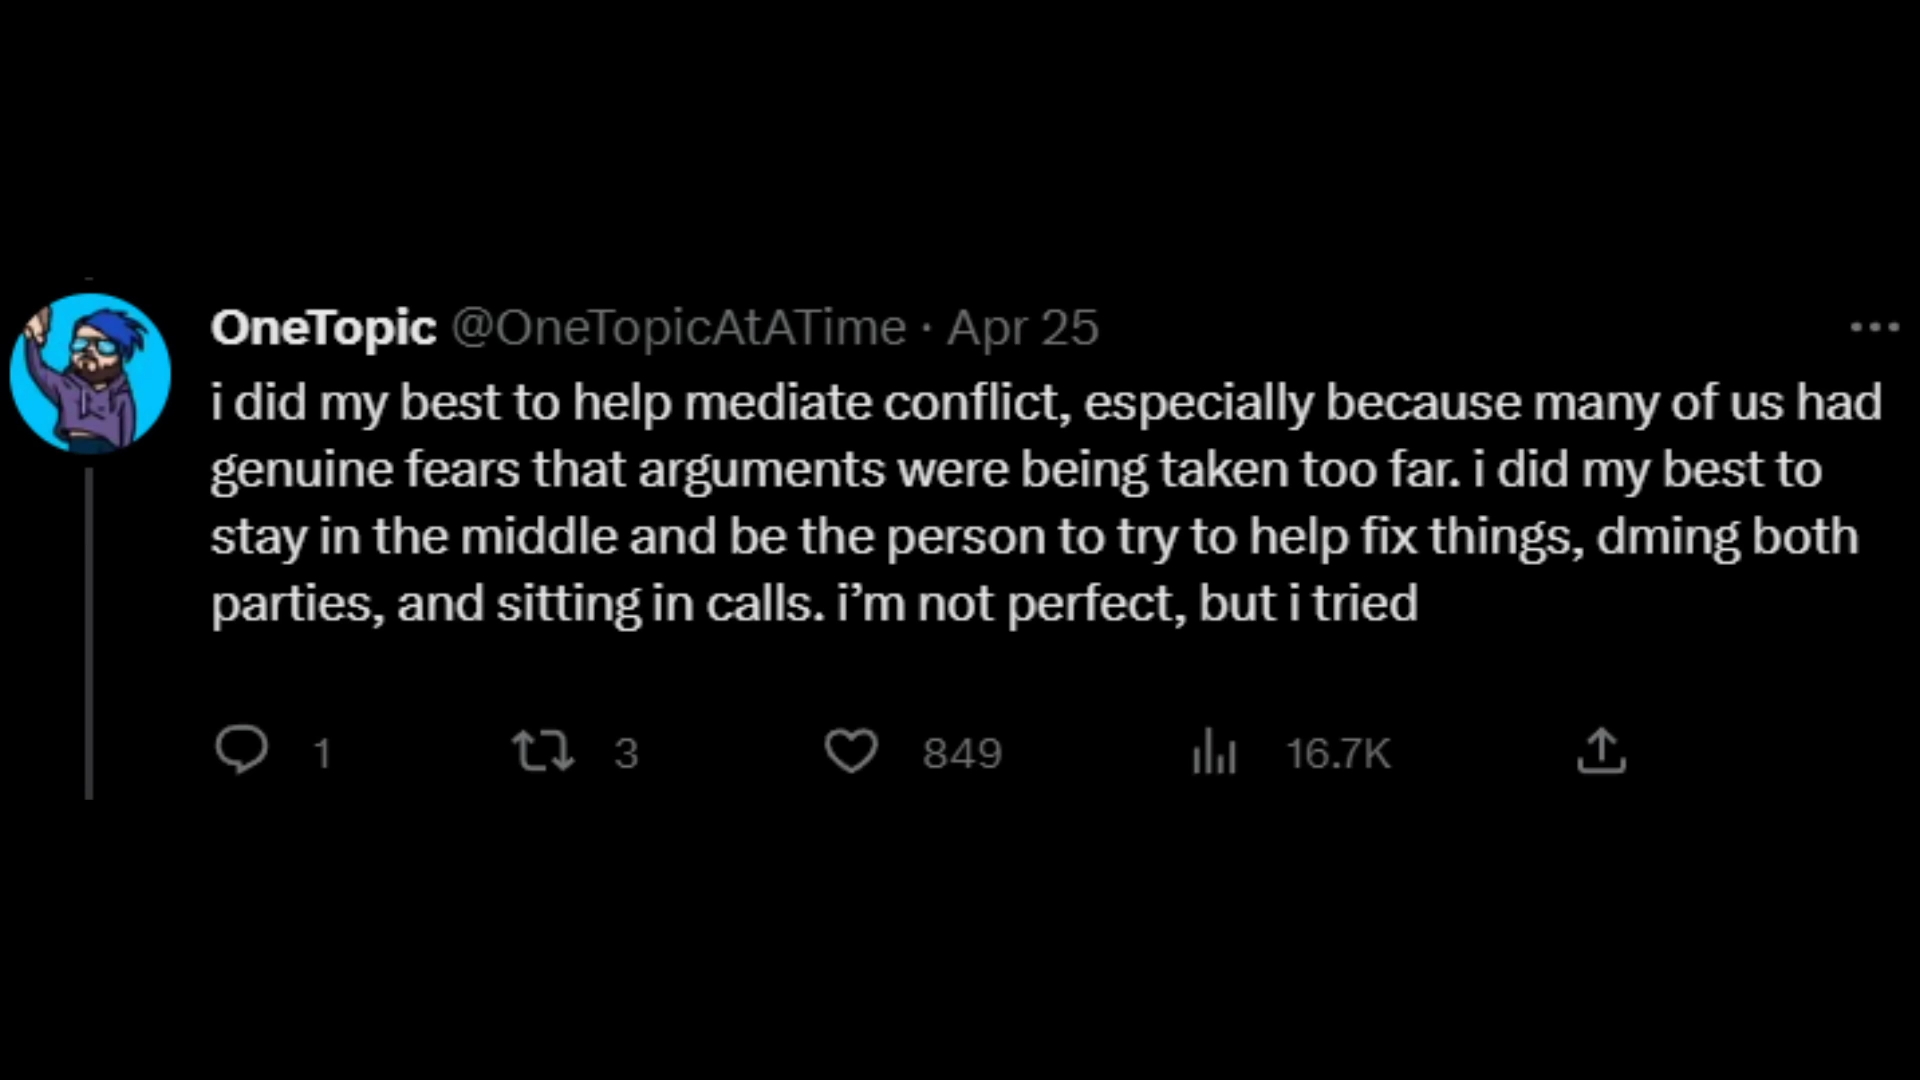 OneTopic @OneTopicAtATime · Apr 25
i did my best to help mediate conflict, especially because many of us had
genuine fears that arguments were being taken too far. i did my best to
stay in the middle and be the person to try to help fix things, dming both
parties, and sitting in calls. i’m not perfect, but i tried
1 3 849 16.7K